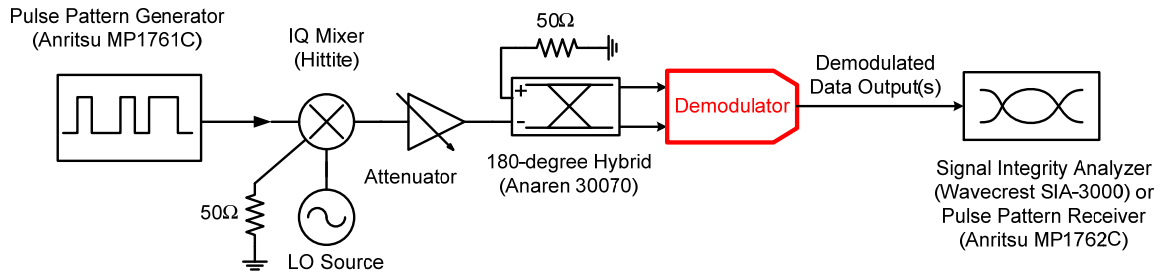 Pulse Pattern Generator
(Anritsu MP1761C)
IQ Mixer
(Hittite)
50Ω
LO Source
Attenuator
50Ω
+
-
180-degree Hybrid
(Anaren 30070)
Demodulator
Demodulated
Data Output(s)
Signal Integrity Analyzer
(Wavecrest SIA-3000) or
Pulse Pattern Receiver
(Anritsu MP1762C)